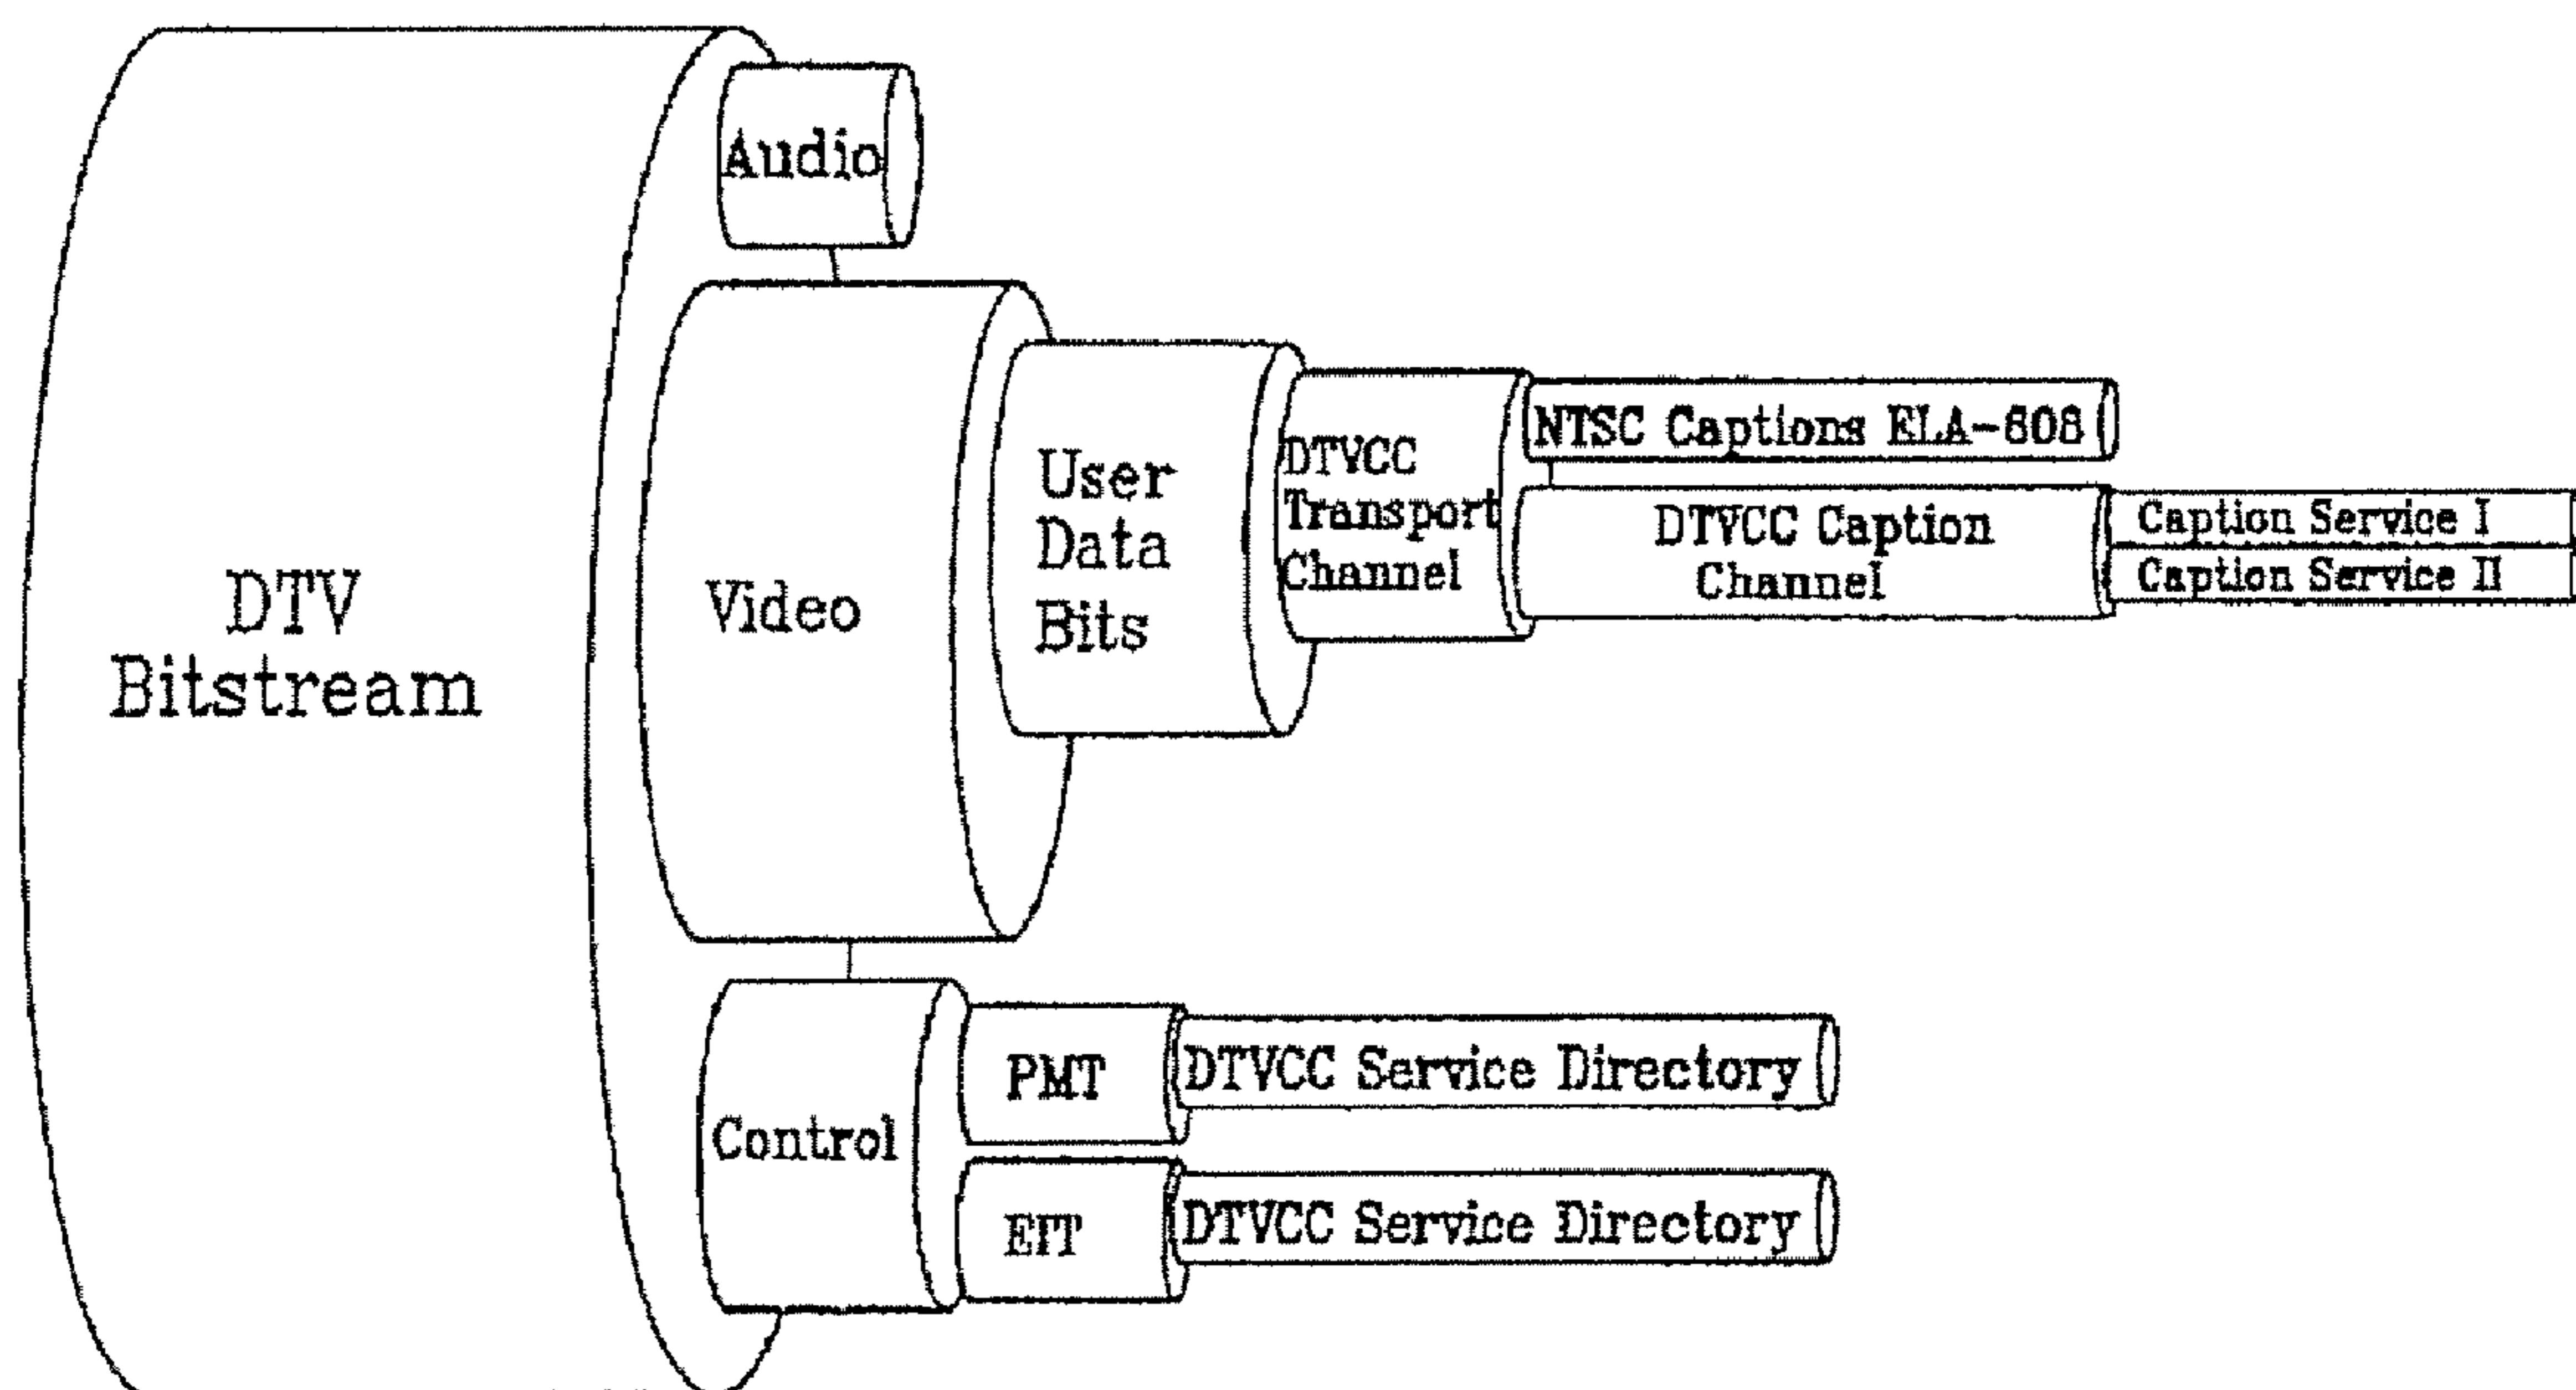 Audio
DTV
Bitstream
Video
User
Data
Bits
DTVCC
Transport
Channel
NTSC Captions ELA-608
DTVCC Caption
Channel
Caption Service I
Caption Service II
Control
PMT
DTVCC Service Directory
EIT
DTVCC Service Directory